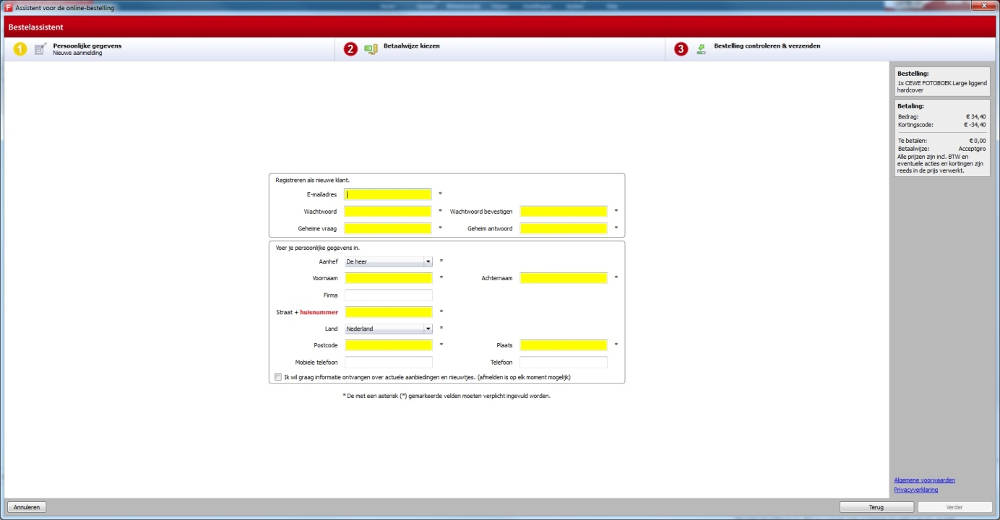 Assistent voor de online-bestelling
Bestelassistent
1 Persoonlijke gegevens
Nieuwe aanmelding
2 Betaalwijze kiezen
3 Bestelling controleren & verzenden
Bestelling:
1x CEWE FOTOBOEK Large liggend
hardcover
Betaling:
Bedrag: € 34,40
Kortingscode: € -34,40
Te betalen: € 0,00
Betaalwijze: Acceptgiro
Alle prijzen zijn incl. BTW en
eventuele acties en kortingen zijn
reeds in de prijs verwerkt.
Registreren als nieuwe klant.
E-mailadres *
Wachtwoord * Wachtwoord bevestigen *
Geheime vraag * Geheim antwoord *
Voer je persoonlijke gegevens in.
Aanhef De heer *
Voornaam * Achternaam *
Firma
Straat + huisnummer *
Land Nederland *
Postcode * Plaats *
Mobiele telefoon Telefoon
Ik wil graag informatie ontvangen over actuele aanbiedingen en nieuwtjes. (afmelden is op elk moment mogelijk)
* De met een asterisk (*) gemarkeerde velden moeten verplicht ingevuld worden.
Algemene voorwaarden
Privacyverklaring
Annuleren Terug Verder